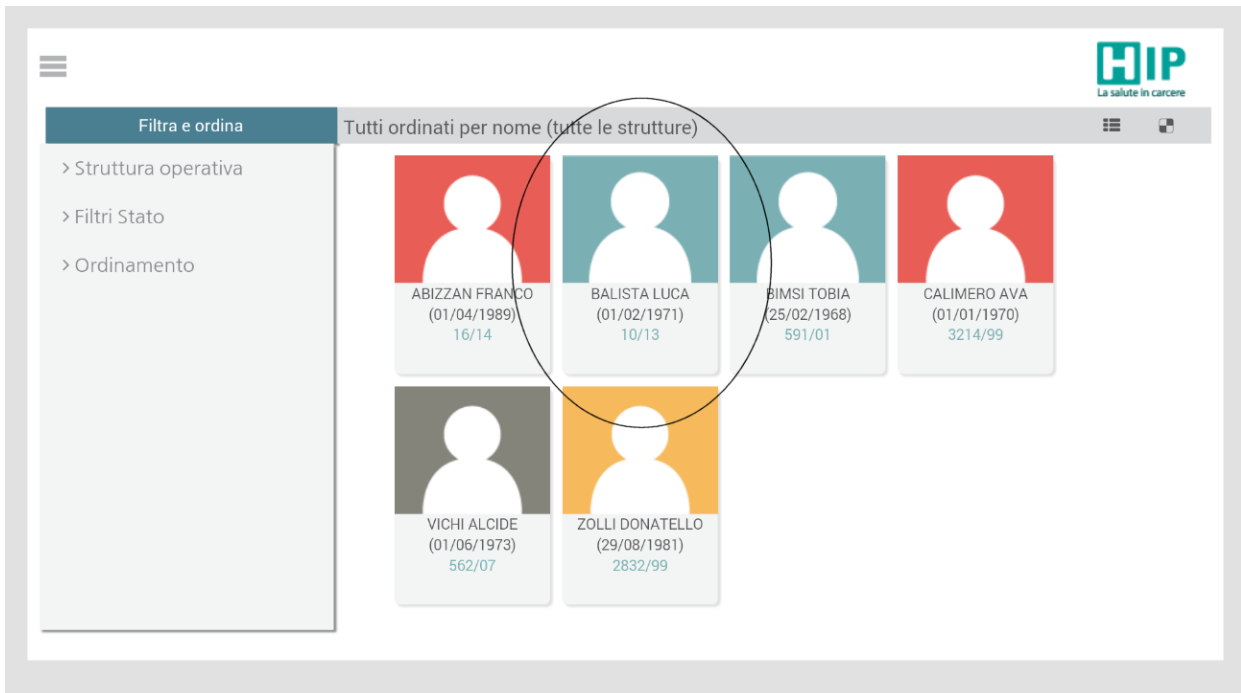 HIP
La salute in carcere
Filtra e ordina
Tutti ordinati per nome (tutte le strutture)
> Struttura operativa
> Filtri Stato
> Ordinamento
ABIZZAN FRANCO
(01/04/1989)
16/14
BALISTA LUCA
(01/02/1971)
10/13
BIMSI TOBIA
(25/02/1968)
591/01
CALIMERO AVA
(01/01/1970)
3214/99
VICHI ALCIDE
(01/06/1973)
562/07
ZOLLI DONATELLO
(29/08/1981)
2832/99